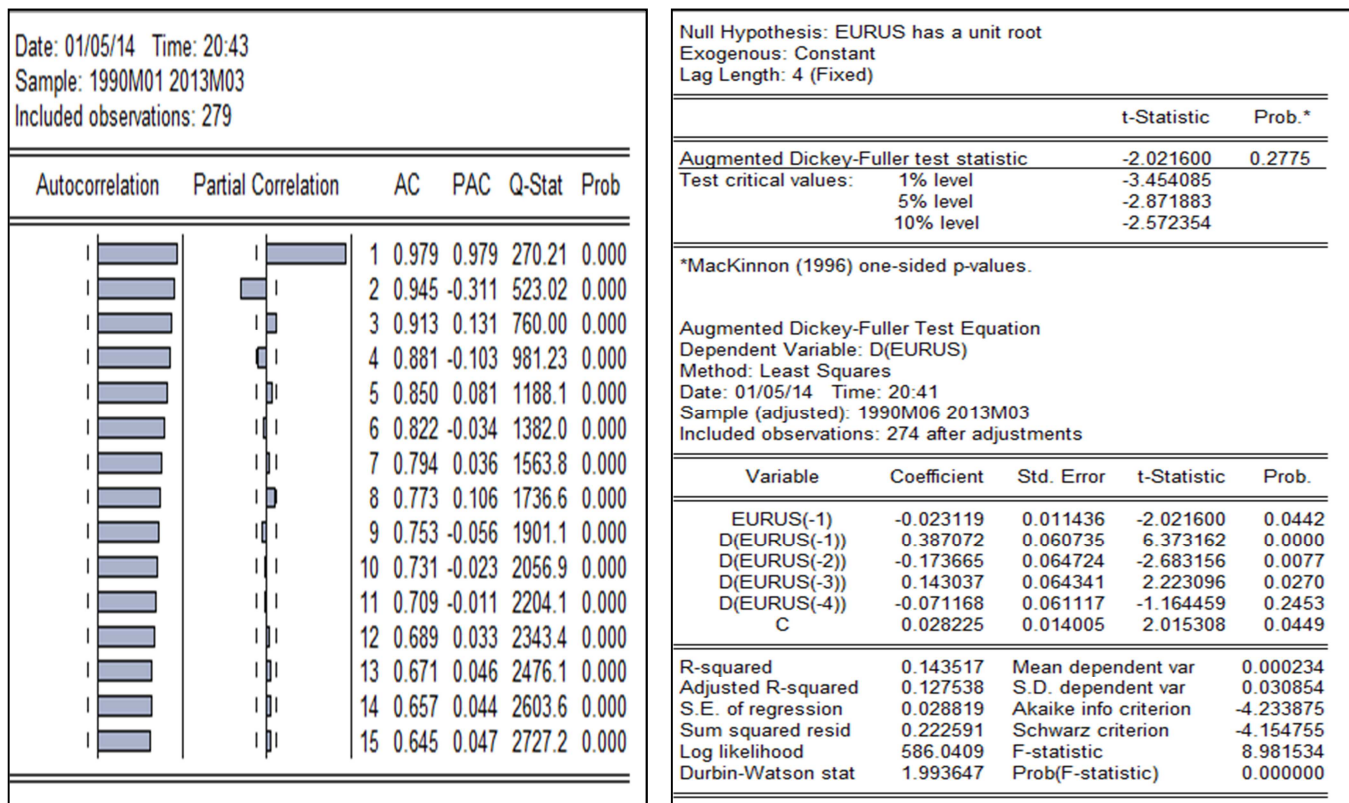 Date: 01/05/14 Time: 20:43
Sample: 1990M01 2013M03
Included observations: 279
Autocorrelation Partial Correlation AC PAC Q-Stat Prob
1 0.979 0.979 270.21 0.000
2 0.945 -0.311 523.02 0.000
3 0.913 0.131 760.00 0.000
4 0.881 -0.103 981.23 0.000
5 0.850 0.081 1188.1 0.000
6 0.822 -0.034 1382.0 0.000
7 0.794 0.036 1563.8 0.000
8 0.773 0.106 1736.6 0.000
9 0.753 -0.056 1901.1 0.000
10 0.731 -0.023 2056.9 0.000
11 0.709 -0.011 2204.1 0.000
12 0.689 0.033 2343.4 0.000
13 0.671 0.046 2476.1 0.000
14 0.657 0.044 2603.6 0.000
15 0.645 0.047 2727.2 0.000
Null Hypothesis: EURUS has a unit root
Exogenous: Constant
Lag Length: 4 (Fixed)
t-Statistic Prob.*
Augmented Dickey-Fuller test statistic -2.021600 0.2775
Test critical values: 1% level -3.454085
5% level -2.871883
10% level -2.572354
*MacKinnon (1996) one-sided p-values.
Augmented Dickey-Fuller Test Equation
Dependent Variable: D(EURUS)
Method: Least Squares
Date: 01/05/14 Time: 20:41
Sample (adjusted): 1990M06 2013M03
Included observations: 274 after adjustments
Variable Coefficient Std. Error t-Statistic Prob.
EURUS(-1) -0.023119 0.011436 -2.021600 0.0442
D(EURUS(-1)) 0.387072 0.060735 6.373162 0.0000
D(EURUS(-2)) -0.173665 0.064724 -2.683156 0.0077
D(EURUS(-3)) 0.143037 0.064341 2.223096 0.0270
D(EURUS(-4)) -0.071168 0.061117 -1.164459 0.2453
C 0.028225 0.014005 2.015308 0.0449
R-squared 0.143517 Mean dependent var 0.000234
Adjusted R-squared 0.127538 S.D. dependent var 0.030854
S.E. of regression 0.028819 Akaike info criterion -4.233875
Sum squared resid 0.222591 Schwarz criterion -4.154755
Log likelihood 586.0409 F-statistic 8.981534
Durbin-Watson stat 1.993647 Prob(F-statistic) 0.000000